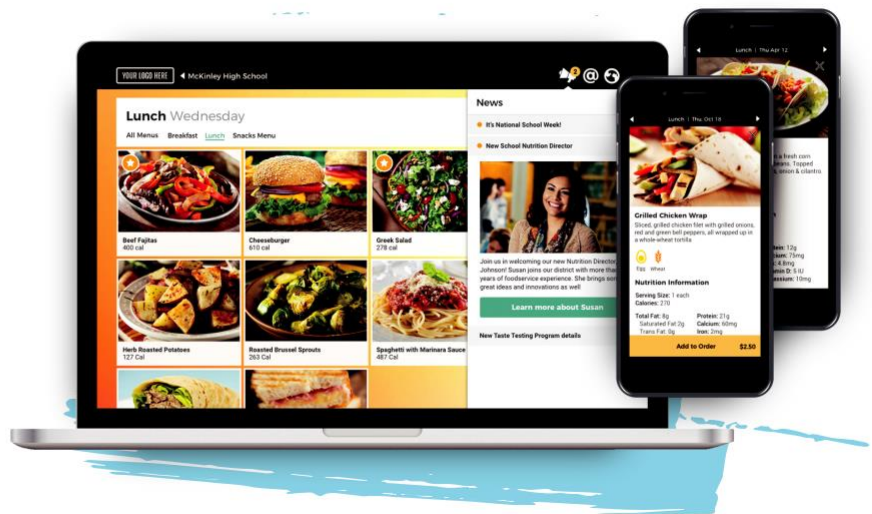 YOUR LOGO HERE
McKinley High School
2
@
Lunch Wednesday
All Menus Breakfast Lunch Snacks Menu
Beef Fajitas
400 cal
Cheeseburger
610 cal
Greek Salad
278 cal
Herb Roasted Potatoes
127 Cal
Roasted Brussel Sprouts
263 Cal
Spaghetti with Marinara Sauce
487 Cal
News
It's National School Week!
New School Nutrition Director
Join us in welcoming our new Nutrition Director,
Johnson! Susan joins our district with more tha
years of foodservice experience. She brings so
great ideas and innovations as well
Learn more about Susan
New Taste Testing Program details
Lunch | Thu Oct 18
Grilled Chicken Wrap
Sliced, grilled chicken filet with grilled onions,
red and green bell peppers, all wrapped up in
a whole-wheat tortilla
Egg Wheat
Nutrition Information
Serving Size: 1 each
Calories: 270
Total Fat: 8g
Saturated Fat 2g
Trans Fat: 0g
Protein: 21g
Calcium: 60mg
Iron: 2mg
Add to Order $2.50
Lunch | Thu Apr 12
n a fresh corn
eans. Topped
& onion & cilantro.
tein: 12g
cium: 75mg
: 4.8mg
min D: 5 IU
assium: 10mg